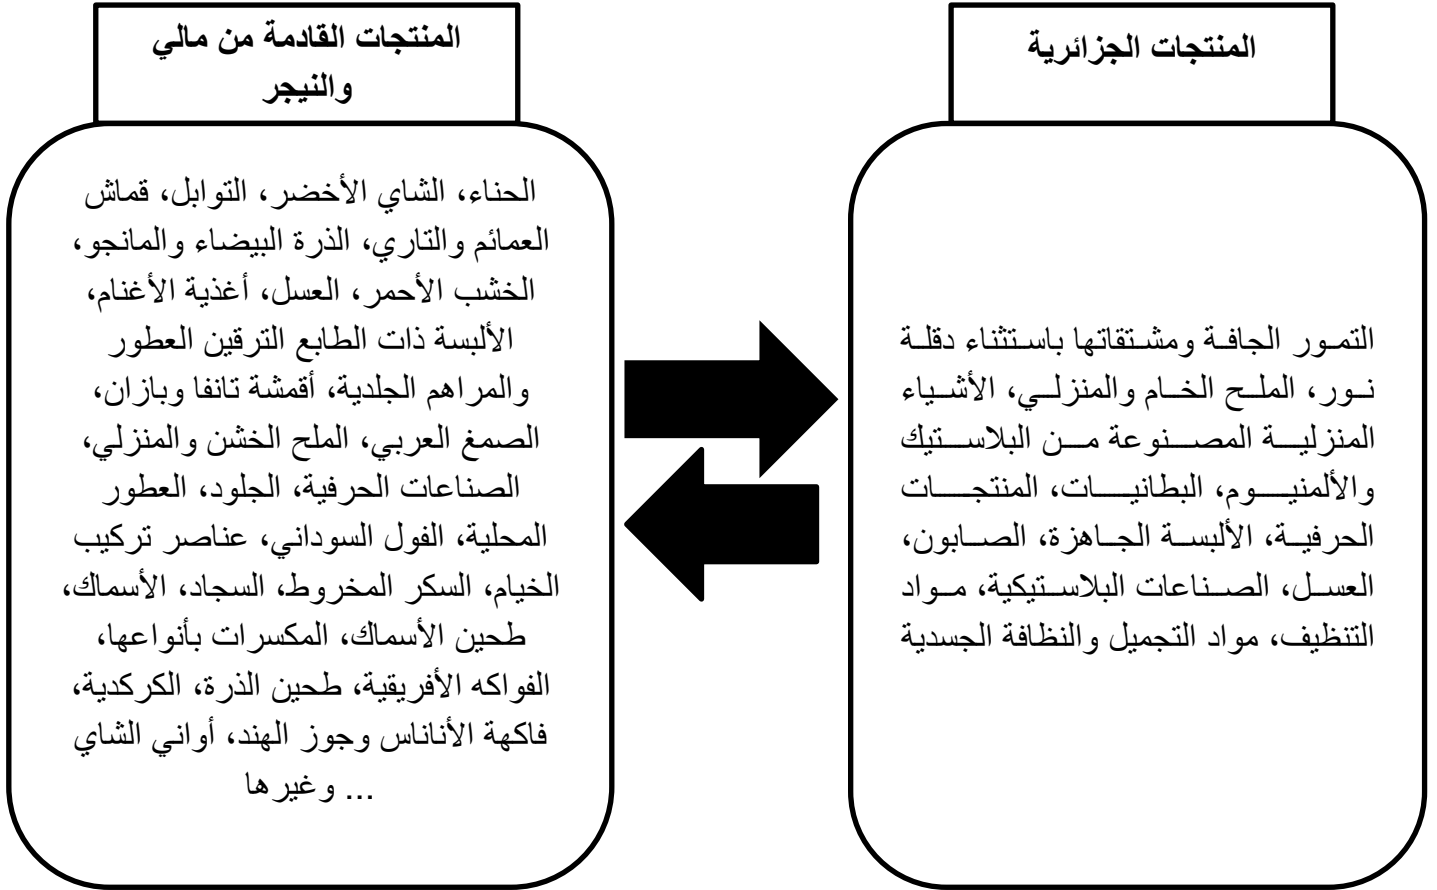 المنتجات الجزائرية
التمور الجافة ومشتقاتها باستثناء دقلة
نور، الملح الخام والمنزلي، الأشياء
المنزلية المصنوعة من البلاستيك
والألمنيوم، البطانيات، المنتجات
الحرفية، الألبسة الجاهزة، الصابون،
العسل، الصناعات البلاستيكية، مواد
التنظيف، مواد التجميل والنظافة الجسدية
المنتجات القادمة من مالي
والنيجر
الحناء، الشاي الأخضر، التوابل، قماش
العمائم والتاري، الذرة البيضاء والمانجو،
الخشب الأحمر، العسل، أغذية الأغنام،
الألبسة ذات الطابع الترقين العطور
والمراهم الجلدية، أقمشة تانفا وبازان،
الصمغ العربي، الملح الخشن والمنزلي،
الصناعات الحرفية، الجلود، العطور
المحلية، الفول السوداني، عناصر تركيب
الخيام، السكر المخروط، السجاد، الأسماك،
طحين الأسماك، المكسرات بأنواعها،
الفواكه الأفريقية، طحين الذرة، الكركدية،
فاكهة الأناناس وجوز الهند، أواني الشاي
... وغيرها